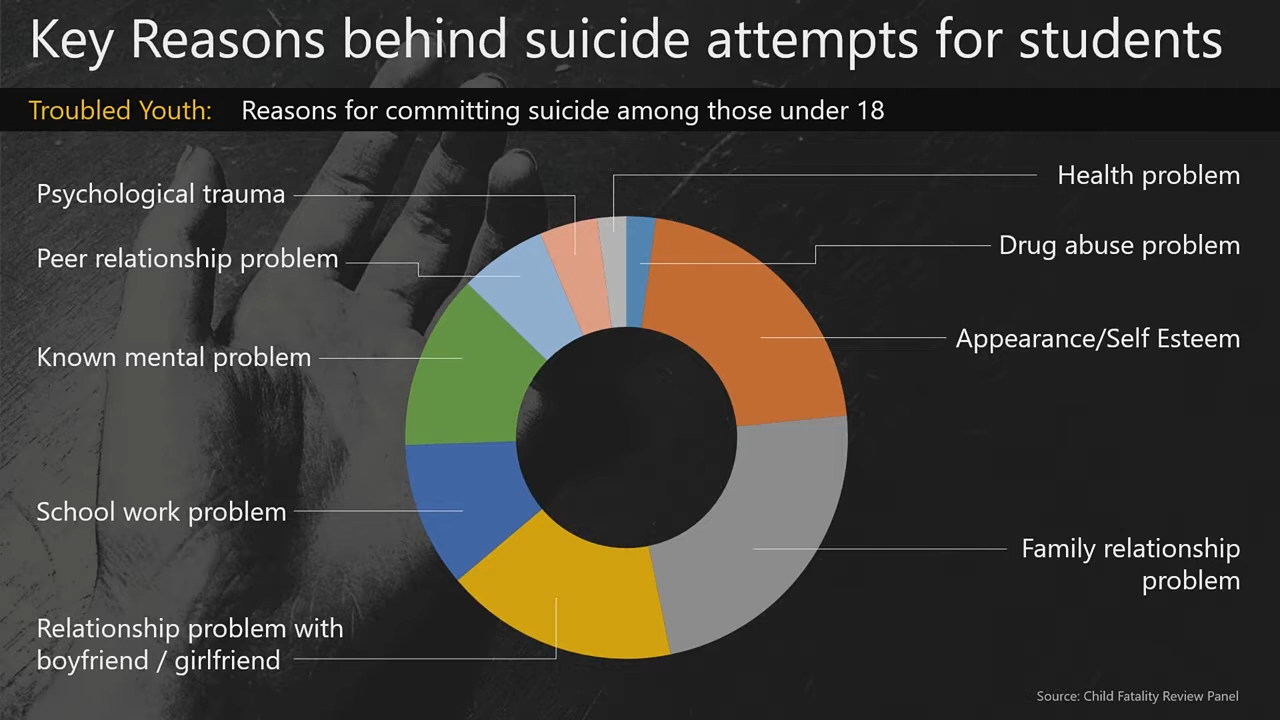 Key Reasons behind suicide attempts for students
Troubled Youth: Reasons for committing suicide among those under 18
Psychological trauma
Peer relationship problem
Known mental problem
School work problem
Relationship problem with
boyfriend / girlfriend
Health problem
Drug abuse problem
Appearance/Self Esteem
Family relationship
problem
Source: Child Fatality Review Panel